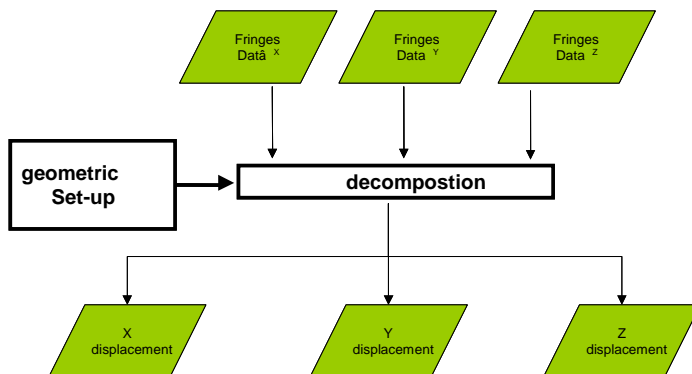 Fringes
Datâ X
Fringes
Data Y
Fringes
Data Z
geometric
Set-up
decompostion
X
displacement
Y
displacement
Z
displacement